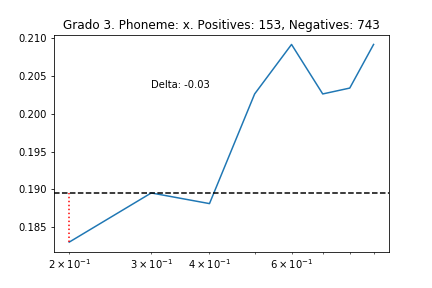 Grado 3. Phoneme: x. Positives: 153, Negatives: 743
0.210
0.205
0.200
0.195
0.190
0.185
Delta: -0.03
2 × 10⁻¹
3 × 10⁻¹
4 × 10⁻¹
6 × 10⁻¹